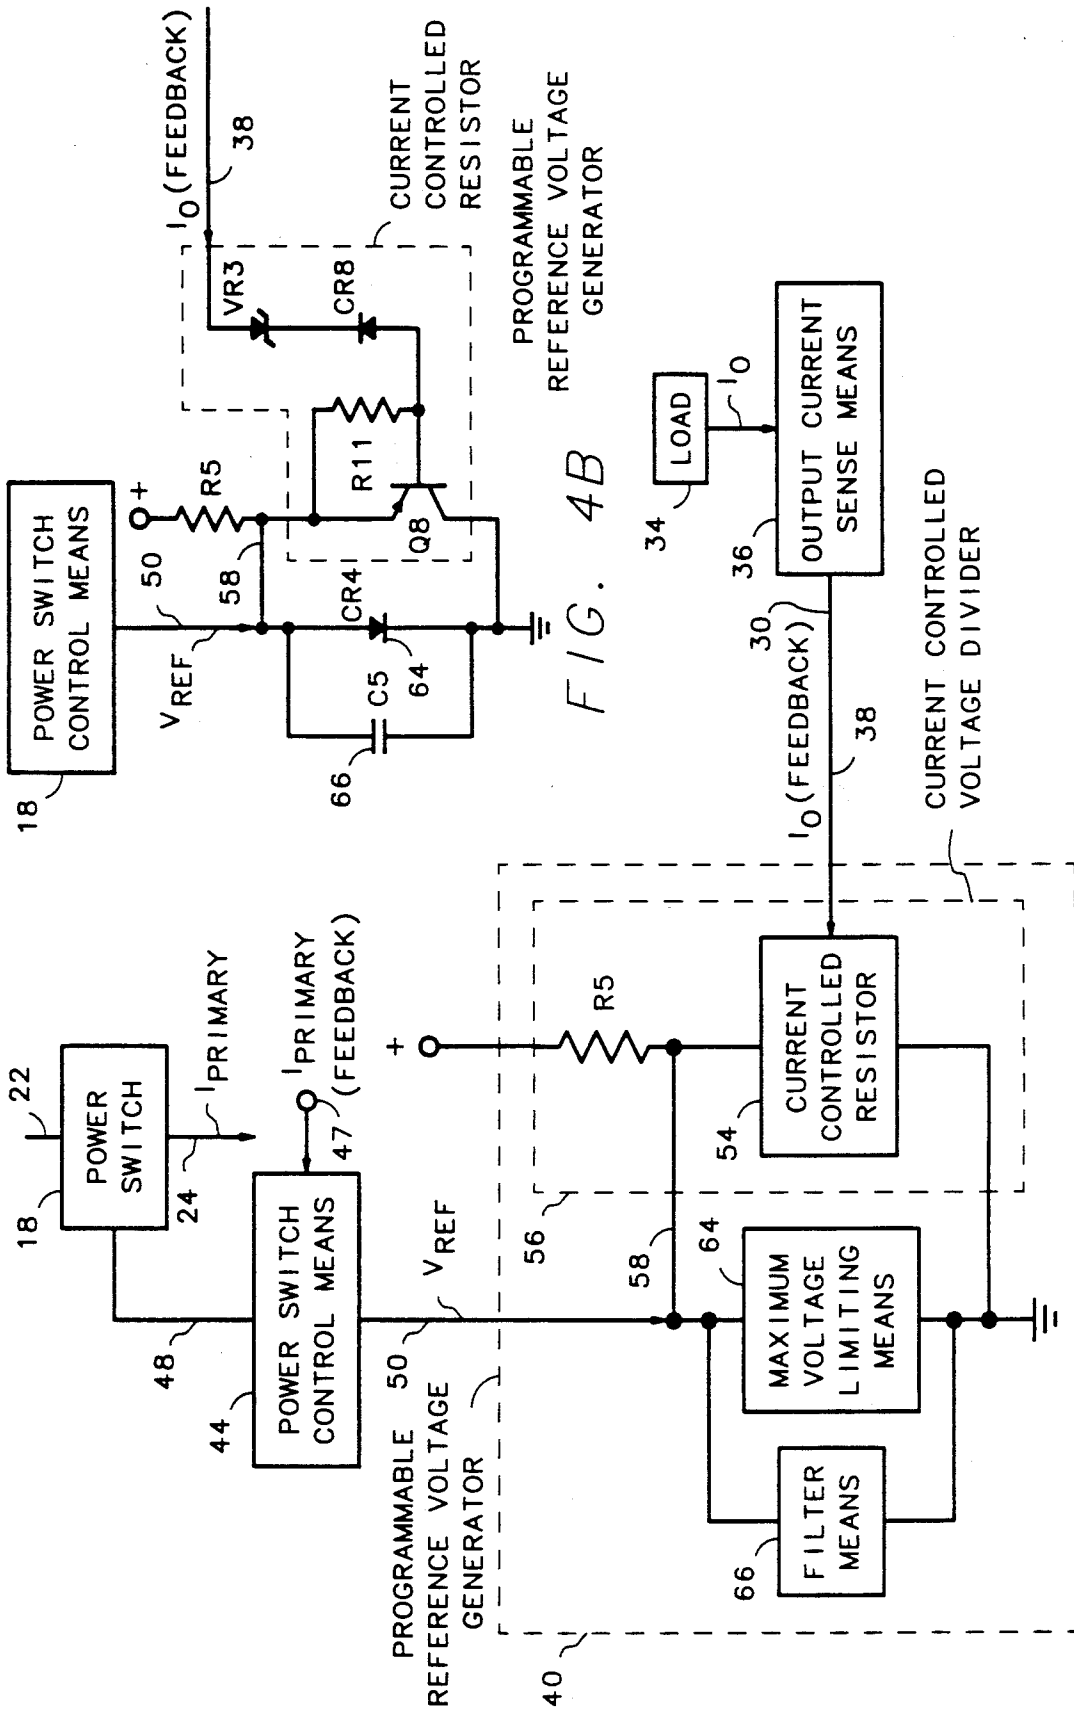 22
18
POWER
SWITCH
24
IPRIMARY
48
44
POWER SWITCH
CONTROL MEANS
47
IPRIMARY
(FEEDBACK)
50
VREF
PROGRAMMABLE
REFERENCE VOLTAGE
GENERATOR
40
56
+
R5
58
54
CURRENT
CONTROLLED
RESISTOR
64
MAXIMUM
VOLTAGE
LIMITING
MEANS
66
FILTER
MEANS
IO(FEEDBACK)
30
38
CURRENT CONTROLLED
VOLTAGE DIVIDER
34
LOAD
IO
36
OUTPUT CURRENT
SENSE MEANS
18
POWER SWITCH
CONTROL MEANS
50
VREF
58
+
R5
R11
Q8
CR4
64
C5
66
VR3
CR8
IO(FEEDBACK)
38
CURRENT
CONTROLLED
RESISTOR
PROGRAMMABLE
REFERENCE VOLTAGE
GENERATOR
FIG. 4B